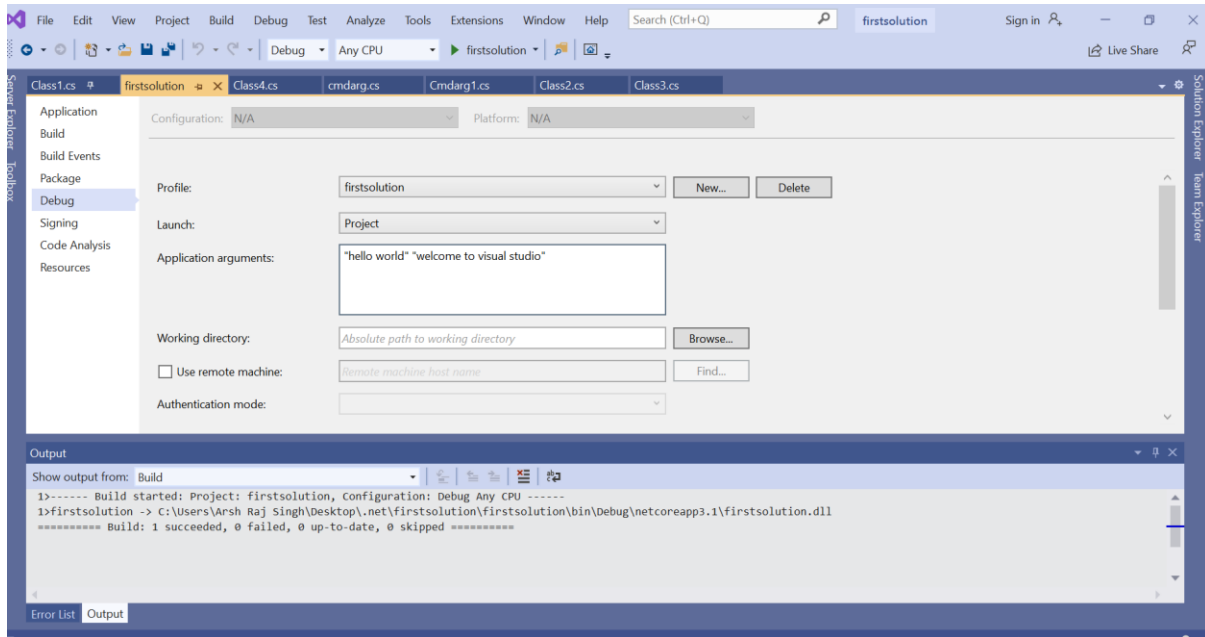 File Edit View Project Build Debug Test Analyze Tools Extensions Window Help Search (Ctrl+Q) firstsolution Sign in
Debug Any CPU firstsolution Live Share
Server Explorer Toolbox
Class1.cs firstsolution Class4.cs cmdarg.cs Cmdarg1.cs Class2.cs Class3.cs
Solution Explorer Team Explorer
Application
Build
Build Events
Package
Debug
Signing
Code Analysis
Resources
Configuration: N/A Platform: N/A
Profile: firstsolution New... Delete
Launch: Project
Application arguments: "hello world" "welcome to visual studio"
Working directory: Absolute path to working directory Browse...
Use remote machine: Remote machine host name Find...
Authentication mode:
Output
Show output from: Build
1>------ Build started: Project: firstsolution, Configuration: Debug Any CPU ------
1>firstsolution -> C:\Users\Arsh Raj Singh\Desktop\.net\firstsolution\firstsolution\bin\Debug\netcoreapp3.1\firstsolution.dll
========== Build: 1 succeeded, 0 failed, 0 up-to-date, 0 skipped ==========
Error List Output